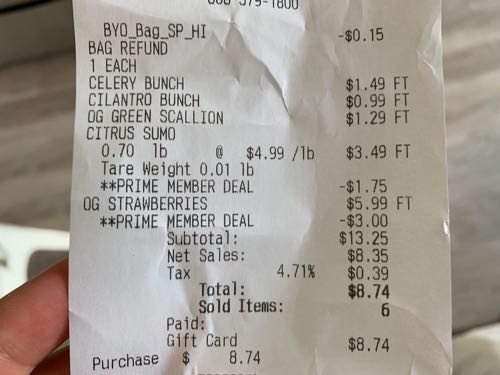 BYO_Bag_SP_HI -$0.15
BAG REFUND
1 EACH
CELERY BUNCH $1.49 FT
CILANTRO BUNCH $0.99 FT
OG GREEN SCALLION $1.29 FT
CITRUS SUMO
0.70 lb @ $4.99 /lb $3.49 FT
Tare Weight 0.01 lb
**PRIME MEMBER DEAL -$1.75
OG STRAWBERRIES $5.99 FT
**PRIME MEMBER DEAL -$3.00
Subtotal: $13.25
Net Sales: $8.35
Tax 4.71% $0.39
Total: $8.74
Sold Items: 6
Paid:
Gift Card $8.74
Purchase $ 8.74